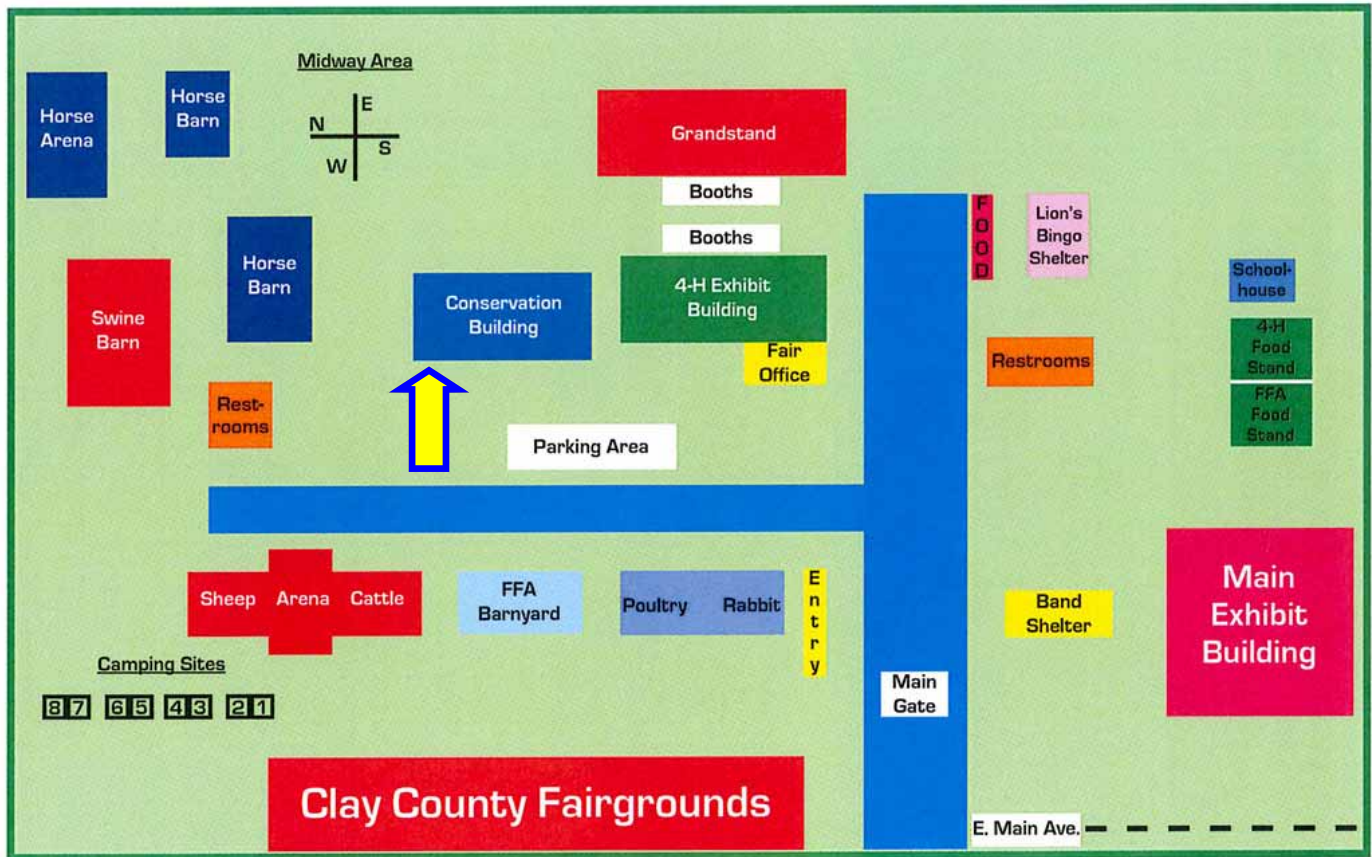 Midway Area
N
E
S
W
Horse
Arena
Horse
Barn
Grandstand
Booths
Booths
FOOD
Lion's
Bingo
Shelter
Horse
Barn
Swine
Barn
Conservation
Building
4-H Exhibit
Building
Fair
Office
School-
house
4-H
Food
Stand
FFA
Food
Stand
Restrooms
Rest-
rooms
Parking Area
Sheep Arena Cattle
FFA
Barnyard
Poultry Rabbit
Entry
Band
Shelter
Main
Exhibit
Building
Camping Sites
8 7 6 5 4 3 2 1
Main
Gate
Clay County Fairgrounds
E. Main Ave.